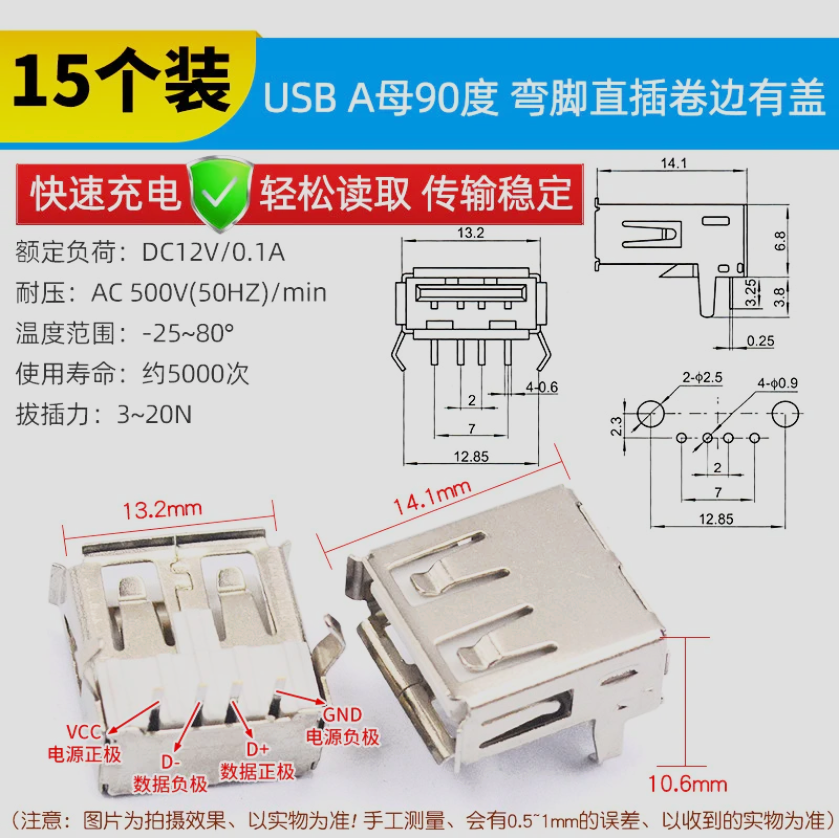 15个装
USB A母90度 弯脚直插卷边有盖
快速充电 轻松读取 传输稳定
额定负荷：DC12V/0.1A
耐压：AC 500V(50HZ)/min
温度范围：-25~80°
使用寿命：约5000次
拔插力：3~20N
13.2
4-0.6
2
7
12.85
14.1
6.8
3.25
3.8
0.25
2-φ2.5
4-φ0.9
2.3
2
7
12.85
13.2mm
14.1mm
10.6mm
VCC
电源正极
D-
数据负极
D+
数据正极
GND
电源负极
（注意：图片为拍摄效果、以实物为准！手工测量、会有0.5~1mm的误差、以收到的实物为准）